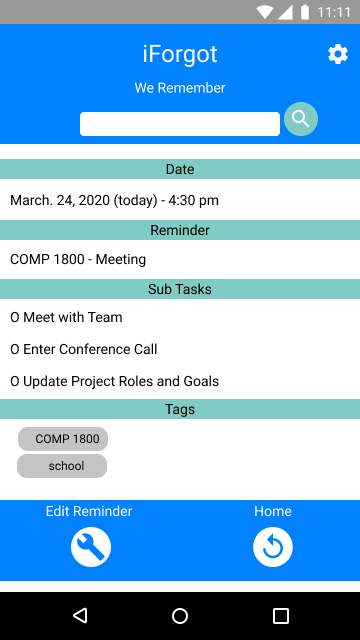 11:11
iForgot
We Remember
Date
March. 24, 2020 (today) - 4:30 pm
Reminder
COMP 1800 - Meeting
Sub Tasks
O Meet with Team
O Enter Conference Call
O Update Project Roles and Goals
Tags
COMP 1800
school
Edit Reminder
Home